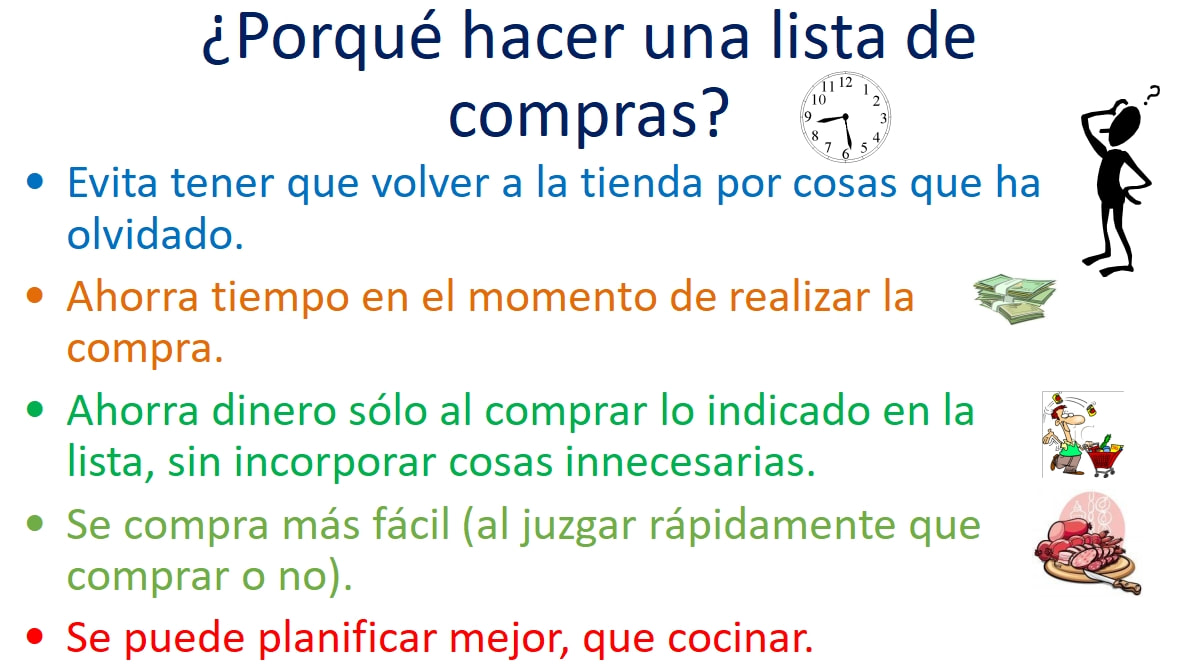 ¿Porqué hacer una lista de
compras?
11 12 1
10 2
9 3
8 4
7 6 5
?
• Evita tener que volver a la tienda por cosas que ha
olvidado.
• Ahorra tiempo en el momento de realizar la
compra.
• Ahorra dinero sólo al comprar lo indicado en la
lista, sin incorporar cosas innecesarias.
• Se compra más fácil (al juzgar rápidamente que
comprar o no).
• Se puede planificar mejor, que cocinar.